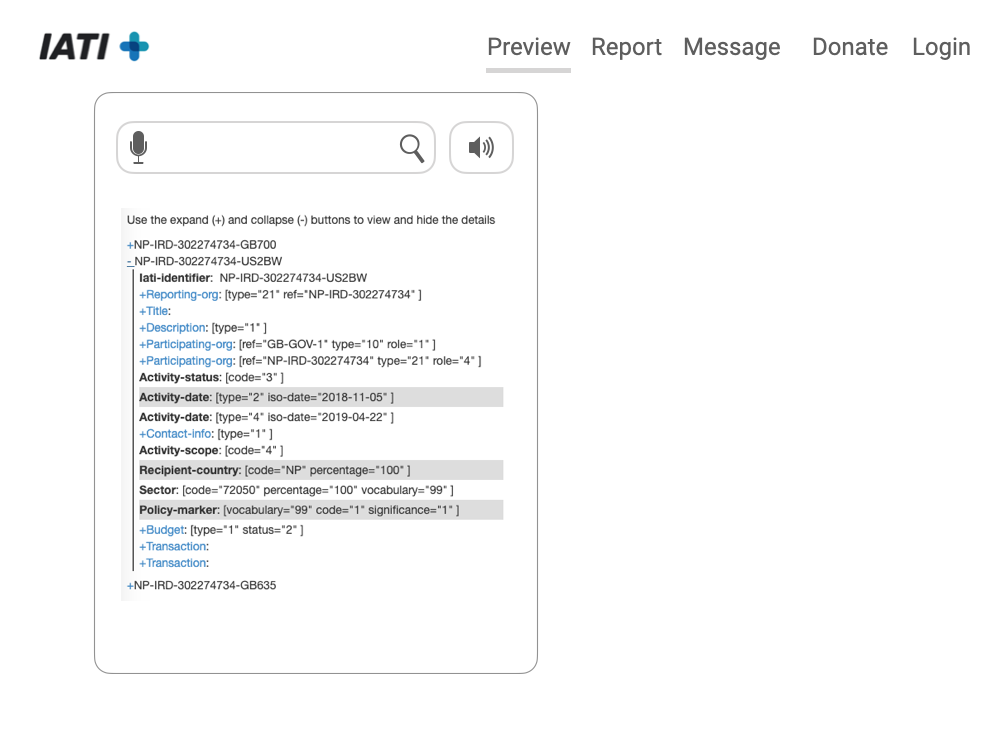 IATI
Preview Report Message Donate Login
Use the expand (+) and collapse (-) buttons to view and hide the details
+NP-IRD-302274734-GB700
-NP-IRD-302274734-US2BW
Iati-identifier: NP-IRD-302274734-US2BW
+Reporting-org: [type="21" ref="NP-IRD-302274734" ]
+Title:
+Description: [type="1" ]
+Participating-org: [ref="GB-GOV-1" type="10" role="1" ]
+Participating-org: [ref="NP-IRD-302274734" type="21" role="4" ]
Activity-status: [code="3" ]
Activity-date: [type="2" iso-date="2018-11-05" ]
Activity-date: [type="4" iso-date="2019-04-22" ]
+Contact-info: [type="1" ]
Activity-scope: [code="4" ]
Recipient-country: [code="NP" percentage="100" ]
Sector: [code="72050" percentage="100" vocabulary="99" ]
Policy-marker: [vocabulary="99" code="1" significance="1" ]
+Budget: [type="1" status="2" ]
+Transaction:
+Transaction:
+NP-IRD-302274734-GB635